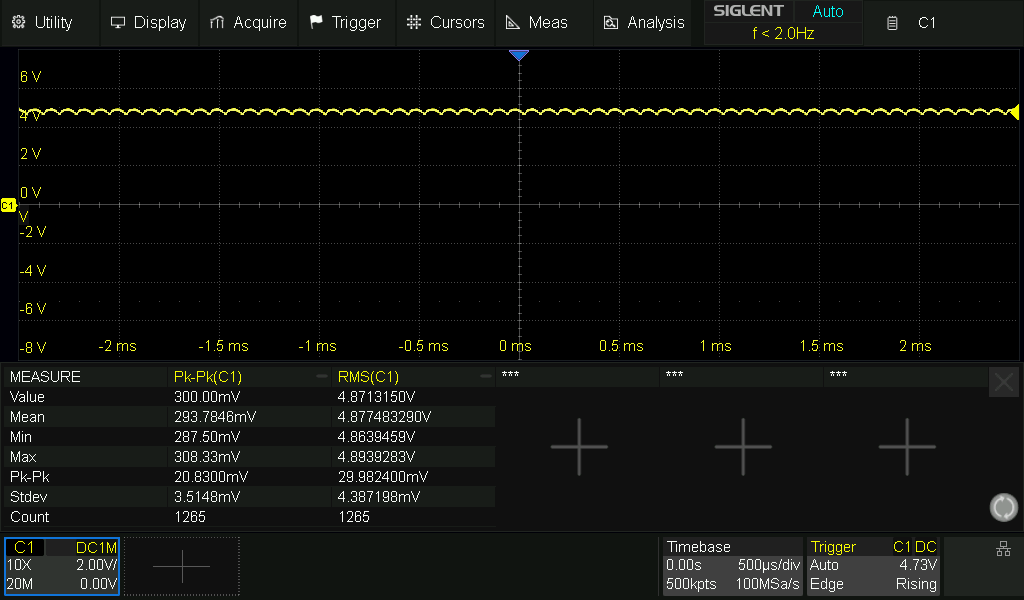 Utility Display Acquire Trigger Cursors Meas Analysis SIGLENT Auto C1
f < 2.0Hz
6 V
4 V
2 V
0 V
C1
V
-2 V
-4 V
-6 V
-8 V -2 ms -1.5 ms -1 ms -0.5 ms 0 ms 0.5 ms 1 ms 1.5 ms 2 ms
MEASURE Pk-Pk(C1) RMS(C1) *** *** ***
Value 300.00mV 4.8713150V
Mean 293.7846mV 4.877483290V
Min 287.50mV 4.8639459V
Max 308.33mV 4.8939283V
Pk-Pk 20.8300mV 29.982400mV
Stdev 3.5148mV 4.387198mV
Count 1265 1265
C1 DC1M
10X 2.00V/
20M 0.00V
Timebase
0.00s 500µs/div
500kpts 100MSa/s
Trigger C1 DC
Auto 4.73V
Edge Rising